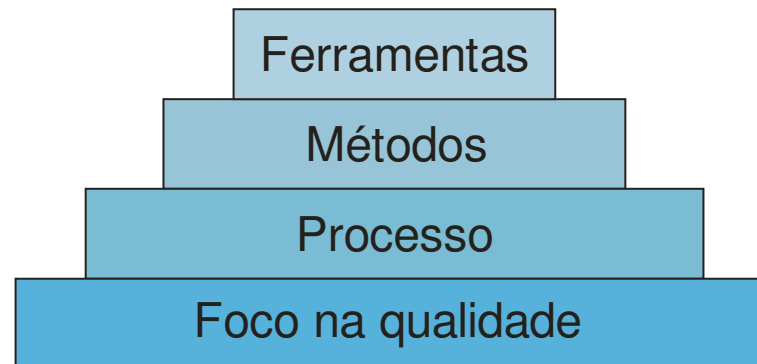 Ferramentas
Métodos
Processo
Foco na qualidade